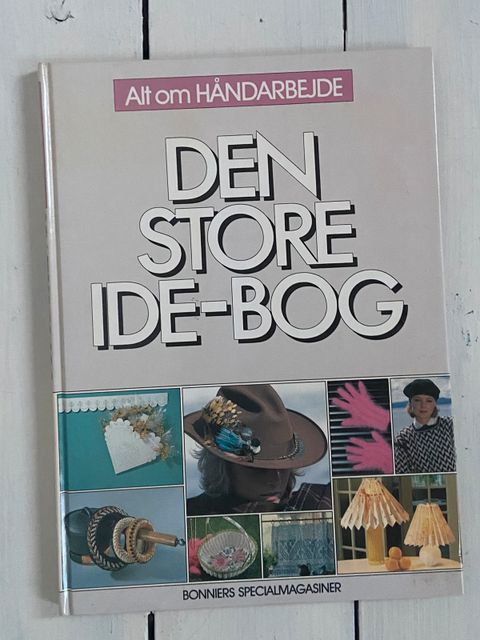 Alt om HÅNDARBEJDE
DEN
STORE
IDE-BOG
BONNIERS SPECIALMAGASINER